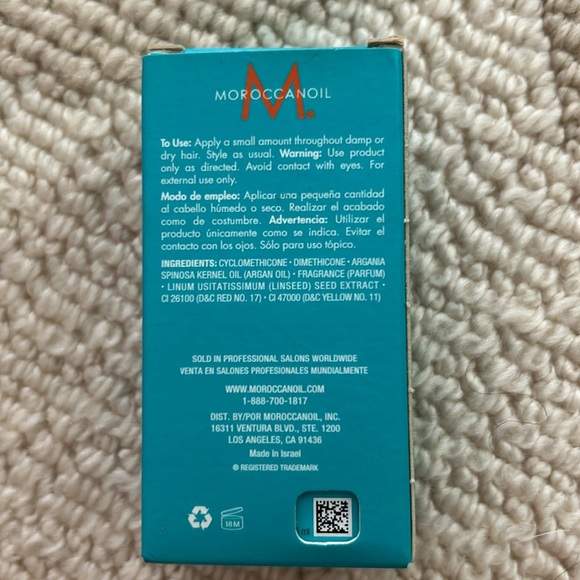 M.
MOROCCANOIL
To Use: Apply a small amount throughout damp or
dry hair. Style as usual. Warning: Use product
only as directed. Avoid contact with eyes. For
external use only.
Modo de empleo: Aplicar una pequeña cantidad
al cabello húmedo o seco. Realizar el acabado
como de costumbre. Advertencia: Utilizar el
producto únicamente como se indica. Evitar el
contacto con los ojos. Sólo para uso tópico.
INGREDIENTS: CYCLOMETHICONE • DIMETHICONE • ARGANIA
SPINOSA KERNEL OIL (ARGAN OIL) • FRAGRANCE (PARFUM)
• LINUM USITATISSIMUM (LINSEED) SEED EXTRACT •
CI 26100 (D&C RED NO. 17) • CI 47000 (D&C YELLOW NO. 11)
SOLD IN PROFESSIONAL SALONS WORLDWIDE
VENTA EN SALONES PROFESIONALES MUNDIALMENTE
WWW.MOROCCANOIL.COM
1-888-700-1817
DIST. BY/POR MOROCCANOIL, INC.
16311 VENTURA BLVD., STE. 1200
LOS ANGELES, CA 91436
Made in Israel
® REGISTERED TRADEMARK
18M